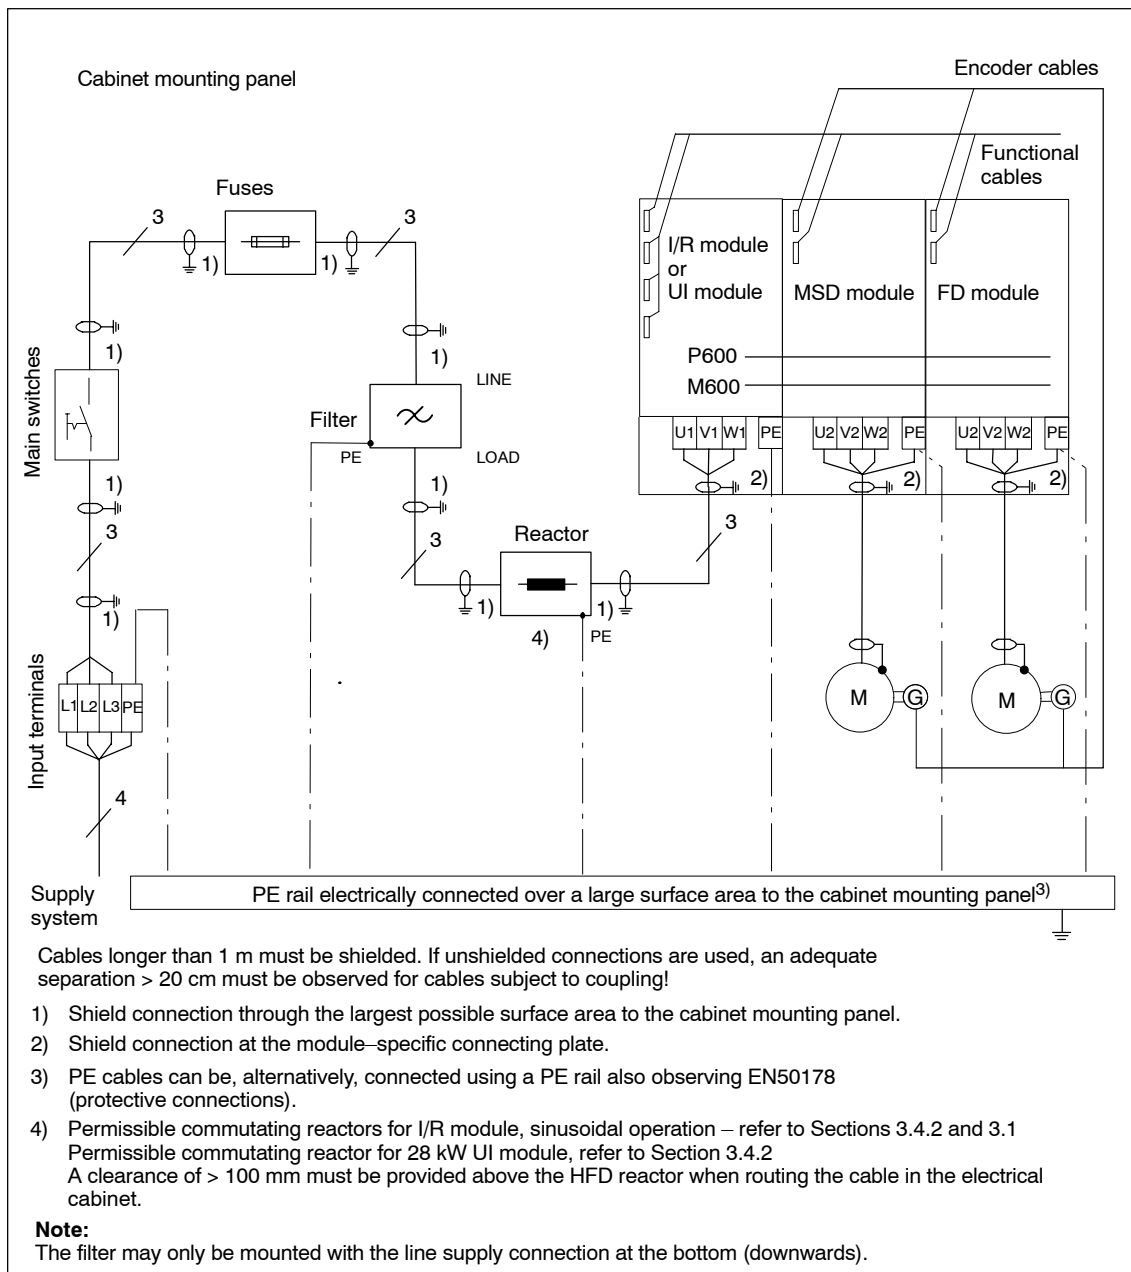 Cabinet mounting panel
Encoder cables
Functional
cables
Fuses
3
3
1)
1)
I/R module
or
UI module
MSD module
FD module
1)
1)
P600
M600
Main switches
LINE
Filter
PE
LOAD
U1 V1 W1 PE
U2 V2 W2 PE
U2 V2 W2 PE
1)
1)
2)
2)
2)
3
3
3
Reactor
1)
1)
1)
4)
PE
Input terminals
L1 L2 L3 PE
M
G
M
G
4
Supply
system
PE rail electrically connected over a large surface area to the cabinet mounting panel3)
Cables longer than 1 m must be shielded. If unshielded connections are used, an adequate
separation > 20 cm must be observed for cables subject to coupling!
1) Shield connection through the largest possible surface area to the cabinet mounting panel.
2) Shield connection at the module–specific connecting plate.
3) PE cables can be, alternatively, connected using a PE rail also observing EN50178
(protective connections).
4) Permissible commutating reactors for I/R module, sinusoidal operation – refer to Sections 3.4.2 and 3.1
Permissible commutating reactor for 28 kW UI module, refer to Section 3.4.2
A clearance of > 100 mm must be provided above the HFD reactor when routing the cable in the electrical
cabinet.
Note:
The filter may only be mounted with the line supply connection at the bottom (downwards).